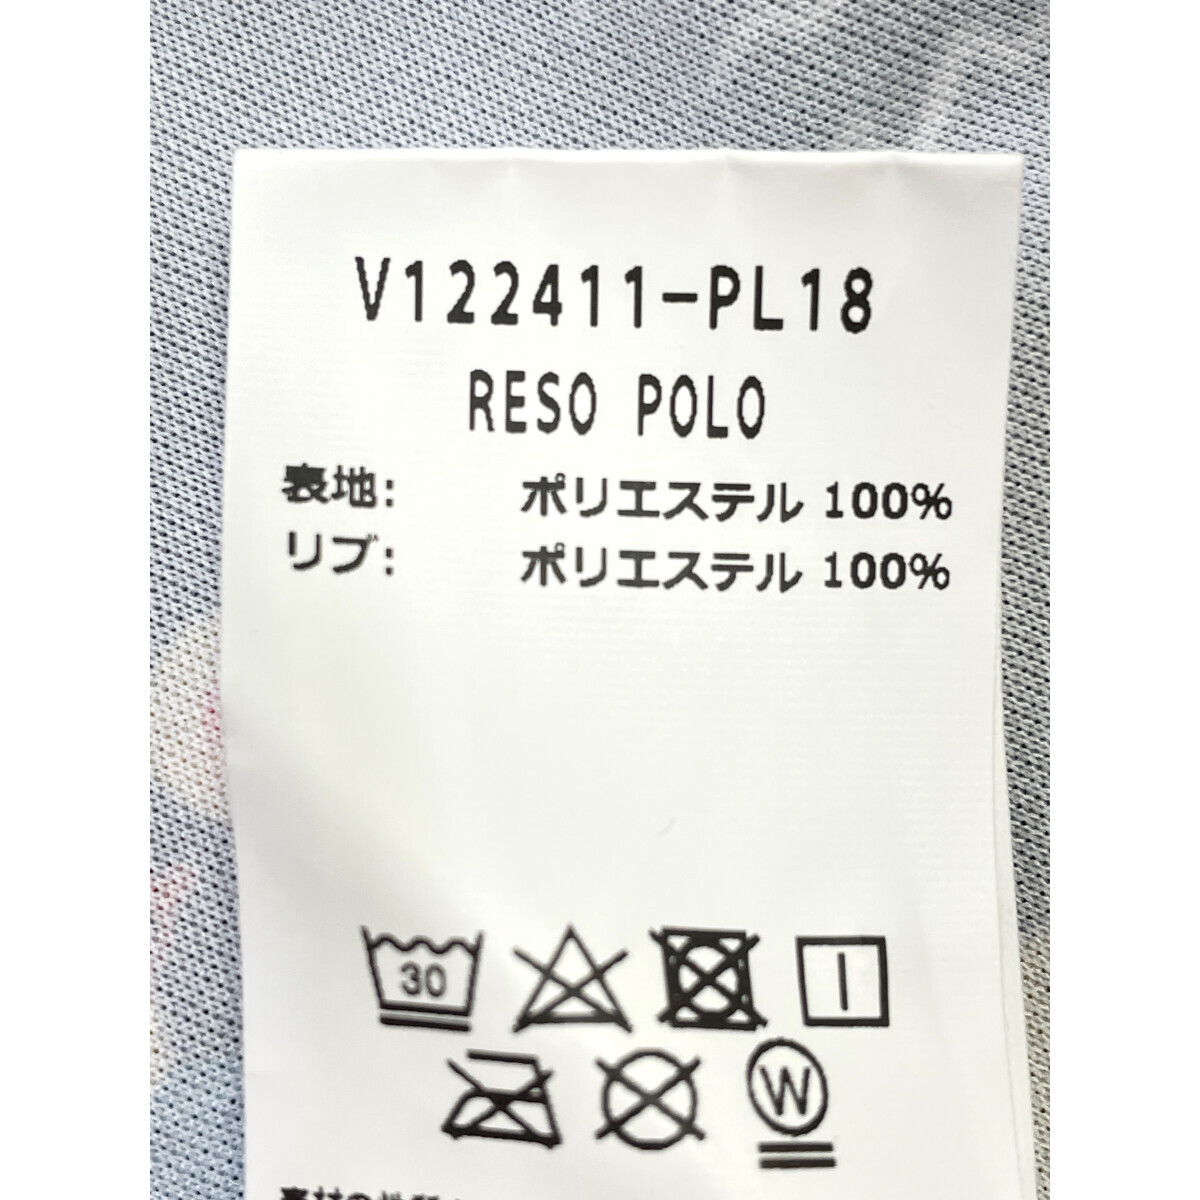 V122411-PL18
RESO POLO
表地: ポリエステル 100%
リブ: ポリエステル 100%
30
W